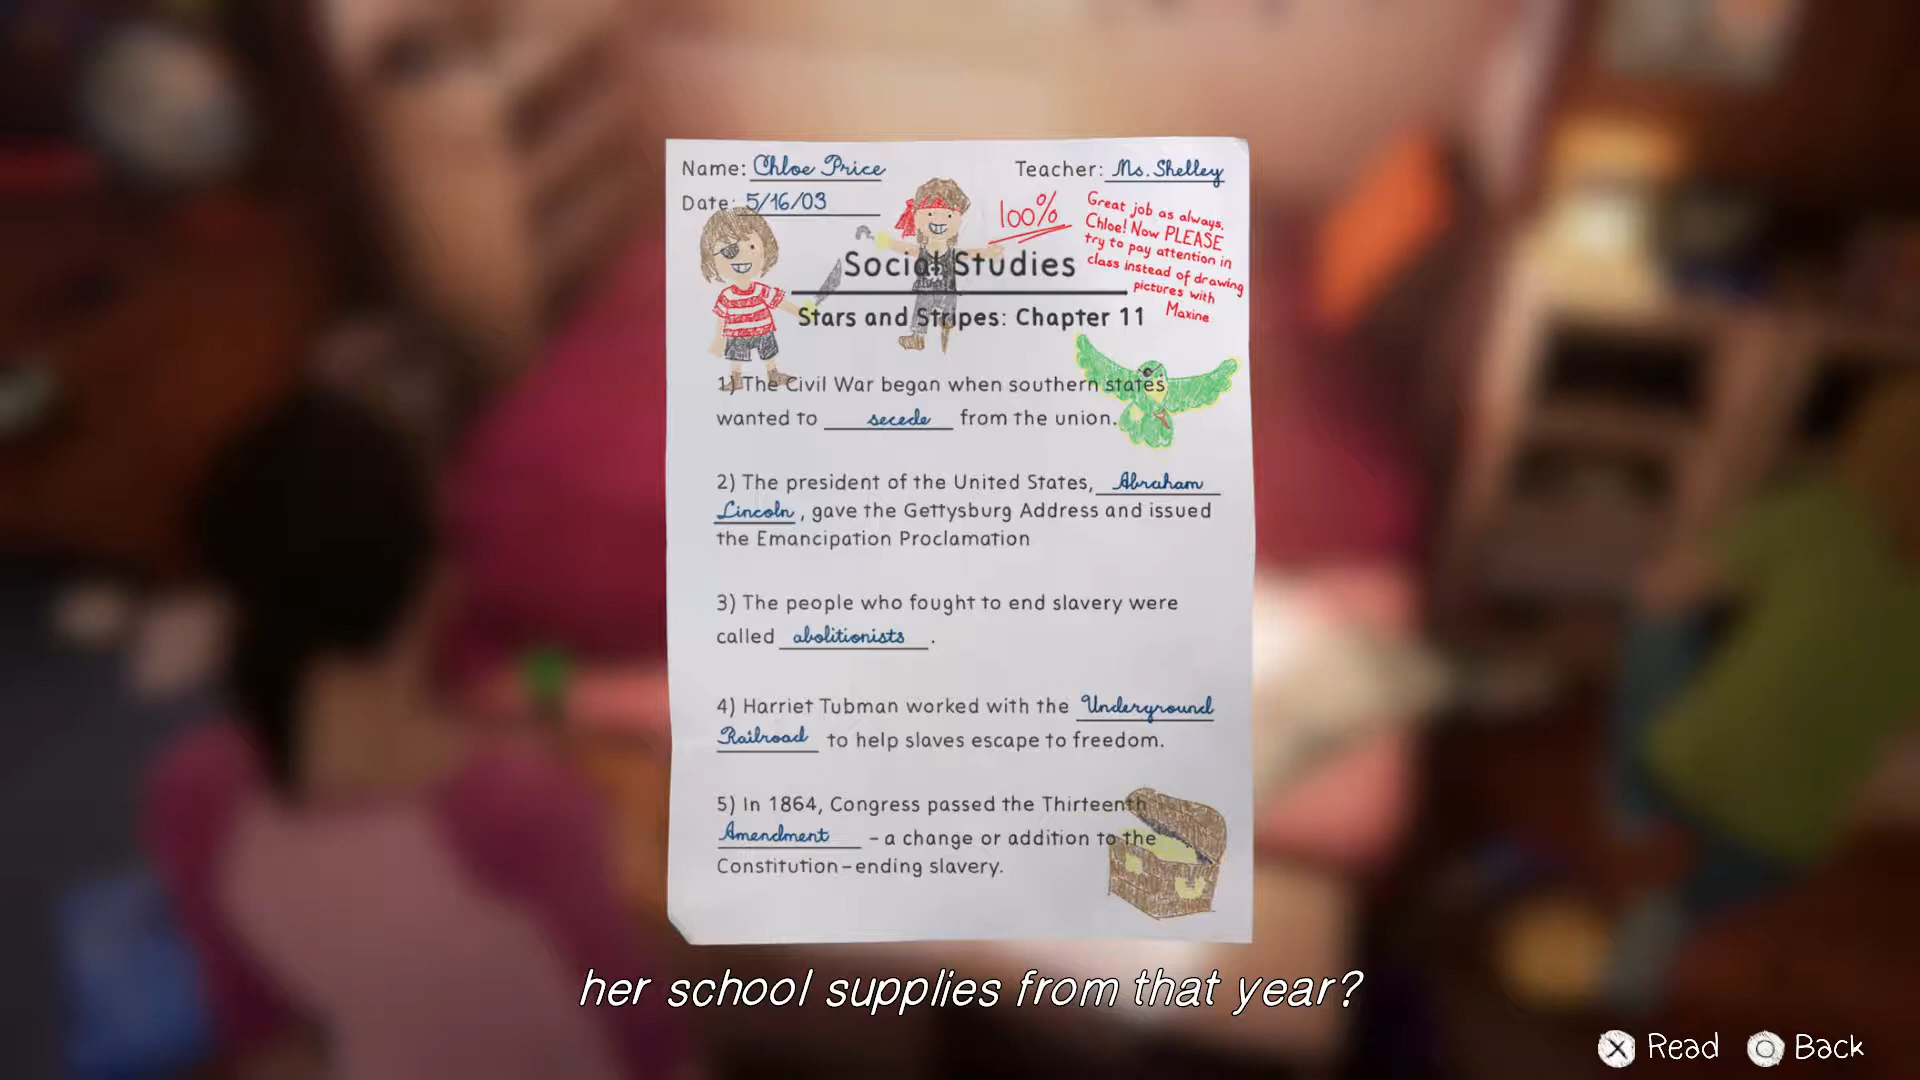 Name: Chloe Price
Teacher: Ms. Shelley
Date: 5/16/03
100%
Great job as always,
Chloe! Now PLEASE
try to pay attention in
class instead of drawing
pictures with
Maxine
Social Studies
Stars and Stripes: Chapter 11
1) The Civil War began when southern states
wanted to secede from the union.
2) The president of the United States, Abraham
Lincoln, gave the Gettysburg Address and issued
the Emancipation Proclamation
3) The people who fought to end slavery were
called abolitionists.
4) Harriet Tubman worked with the Underground
Railroad to help slaves escape to freedom.
5) In 1864, Congress passed the Thirteenth
Amendment - a change or addition to the
Constitution-ending slavery.
her school supplies from that year?
Read Back